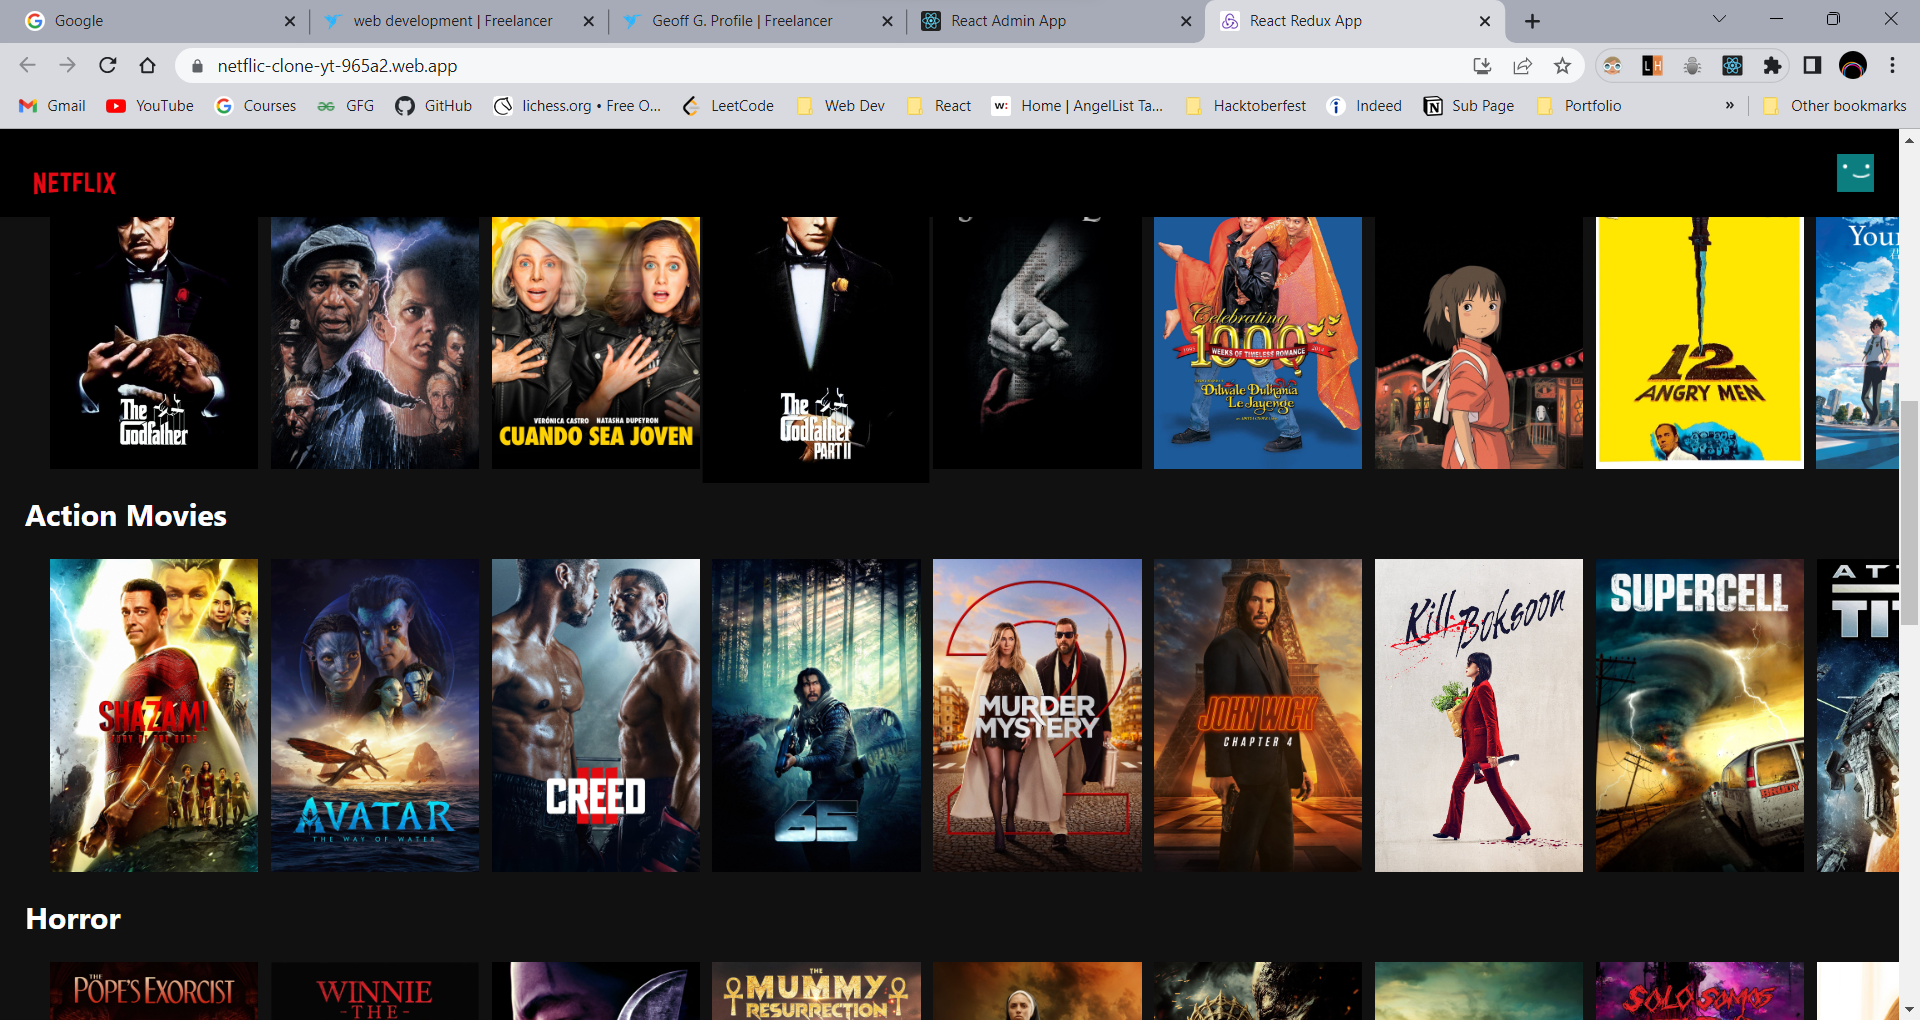 Google
web development | Freelancer
Geoff G. Profile | Freelancer
React Admin App
React Redux App
netflic-clone-yt-965a2.web.app
Gmail
YouTube
Courses
GFG
GitHub
lichess.org • Free O...
LeetCode
Web Dev
React
w: Home | AngelList Ta...
Hacktoberfest
Indeed
Sub Page
Portfolio
»
Other bookmarks
NETFLIX
The
Godfather
VERÓNICA CASTRO NATASHA DUPEYRON
CUANDO SEA JOVEN
The
Godfather
PART II
Celebrating
1000
WEEKS OF TIMELESS ROMANCE
Dilwale Dulhania
Le Jayenge
12
ANGRY MEN
Your
Action Movies
SHAZAM!
FURY OF THE GODS
AVATAR
THE WAY OF WATER
CREED
III
65
MURDER
MYSTERY
2
JOHN WICK
CHAPTER 4
Kill Boksoon
SUPERCELL
BRODY
AT
TIT
Horror
THE
POPE'S EXORCIST
WINNIE
-THE-
THE
MUMMY
RESURRECTION
SOLO SOMOS